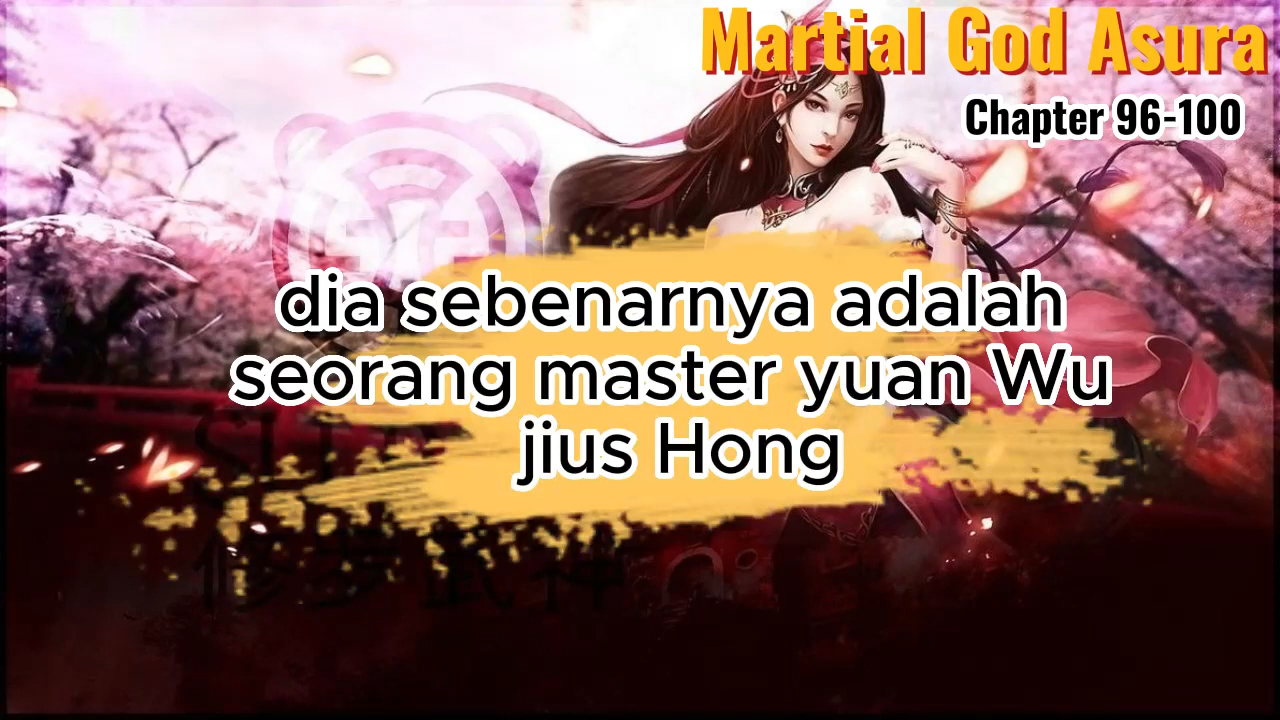 Martial God Asura
Chapter 96-100
dia sebenarnya adalah
seorang master yuan Wu
jius Hong